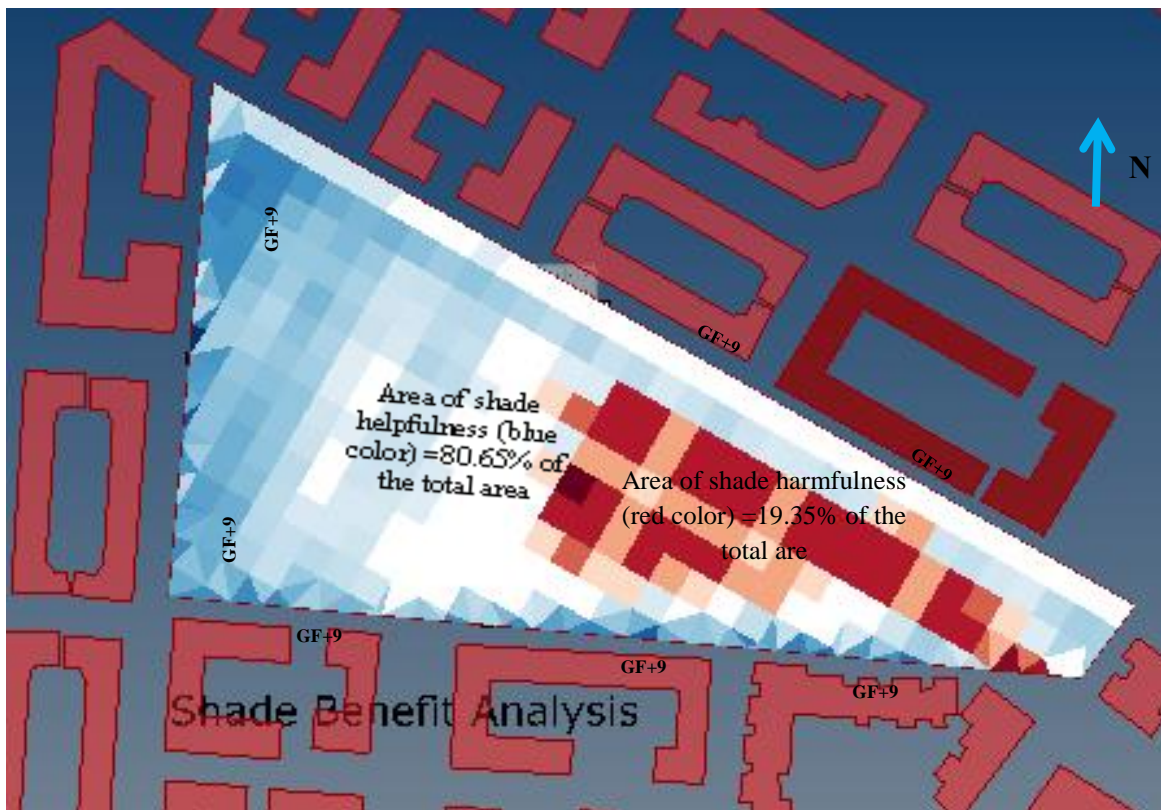 N
GF+9
GF+9
GF+9
Area of shade
helpfulness (blue
color) =80.65% of
the total area
Area of shade harmfulness
(red color) =19.35% of the
total are
GF+9
GF+9
GF+9
GF+9
Shade Benefit Analysis